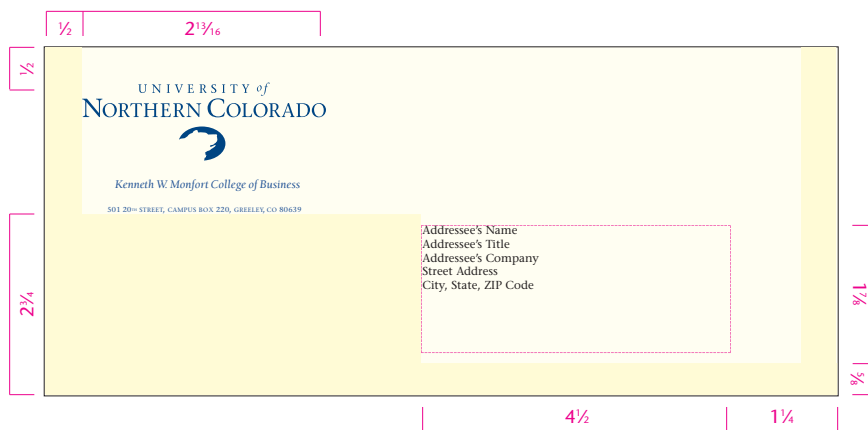 ½ 2¹³⁄₁₆
½
UNIVERSITY of
NORTHERN COLORADO
Kenneth W. Monfort College of Business
501 20TH STREET, CAMPUS BOX 220, GREELEY, CO 80639
Addressee’s Name
Addressee’s Title
Addressee’s Company
Street Address
City, State, ZIP Code
2¾
1⅞
⅝
4½ 1¼